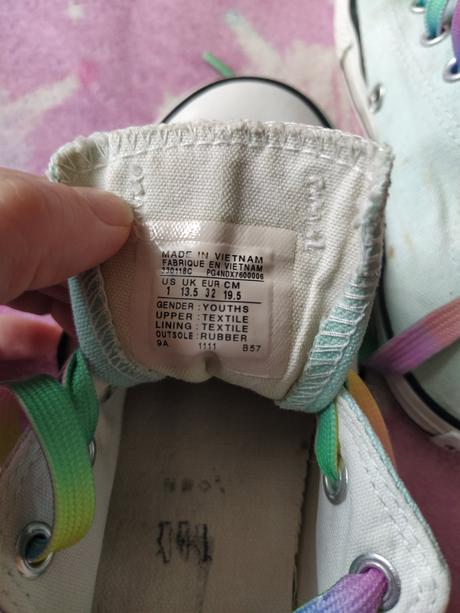 MADE IN VIETNAM
FABRIQUE EN VIETNAM
330118C PG4NDX7600006
US UK EUR CM
1 13.5 32 19.5
GENDER : YOUTHS
UPPER : TEXTILE
LINING : TEXTILE
OUTSOLE : RUBBER
9A 1111 B57